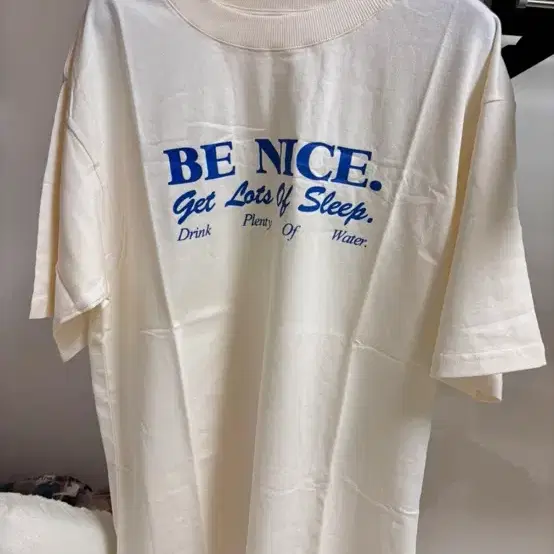 BE NICE.
Get Lots Of Sleep.
Drink Plenty Of Water.